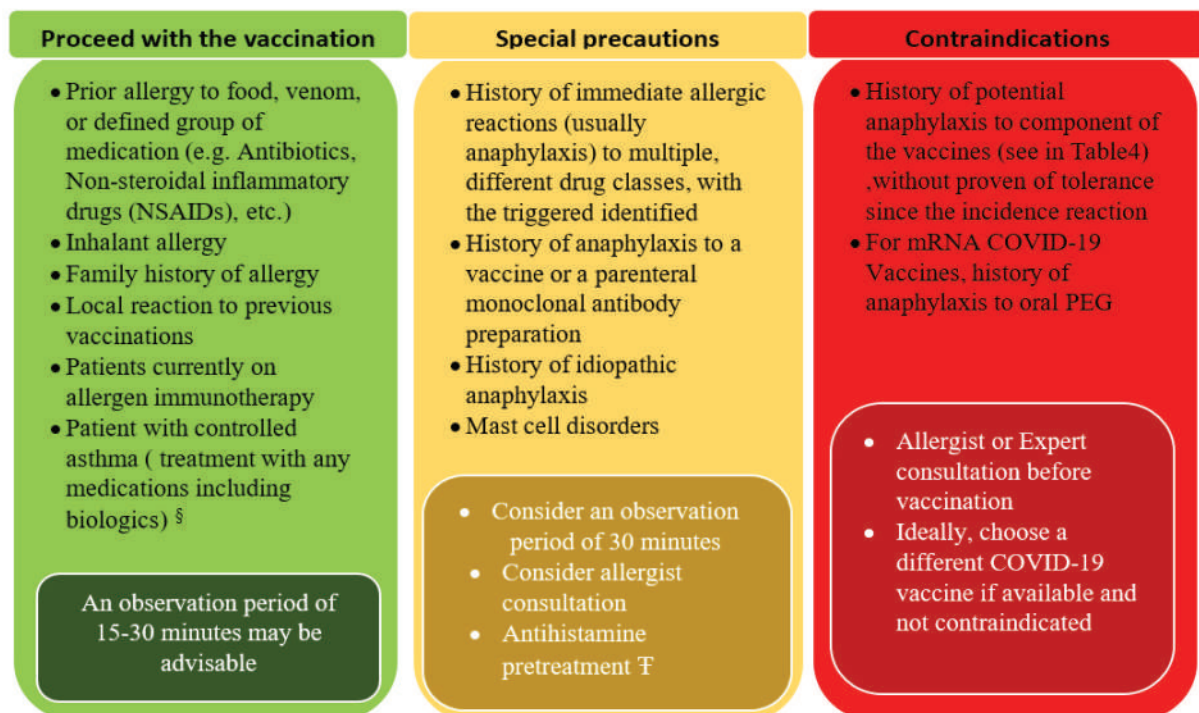 Proceed with the vaccination
• Prior allergy to food, venom,
or defined group of
medication (e.g. Antibiotics,
Non-steroidal inflammatory
drugs (NSAIDs), etc.)
• Inhalant allergy
• Family history of allergy
• Local reaction to previous
vaccinations
• Patients currently on
allergen immunotherapy
• Patient with controlled
asthma ( treatment with any
medications including
biologics) §
An observation period of
15-30 minutes may be
advisable
Special precautions
• History of immediate allergic
reactions (usually
anaphylaxis) to multiple,
different drug classes, with
the triggered identified
• History of anaphylaxis to a
vaccine or a parenteral
monoclonal antibody
preparation
• History of idiopathic
anaphylaxis
• Mast cell disorders
• Consider an observation
period of 30 minutes
• Consider allergist
consultation
• Antihistamine
pretreatment Ŧ
Contraindications
• History of potential
anaphylaxis to component of
the vaccines (see in Table4)
,without proven of tolerance
since the incidence reaction
• For mRNA COVID-19
Vaccines, history of
anaphylaxis to oral PEG
• Allergist or Expert
consultation before
vaccination
• Ideally, choose a
different COVID-19
vaccine if available and
not contraindicated